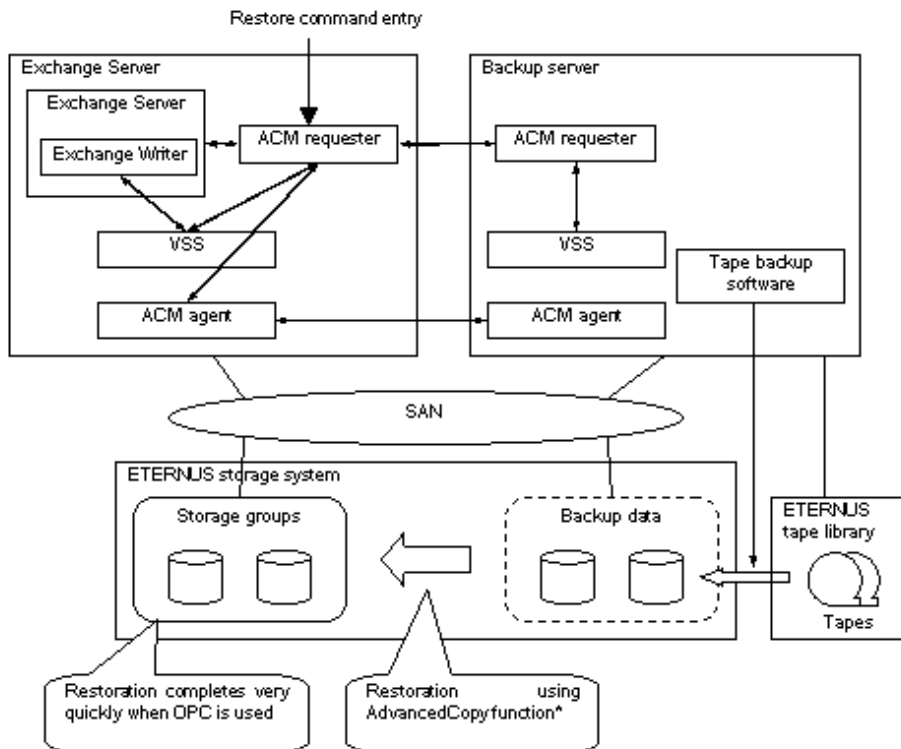 Restore command entry
Exchange Server
Backup server
Exchange Server
ACM requester
ACM requester
Exchange Writer
VSS
VSS
Tape backup
software
ACM agent
ACM agent
SAN
ETERNUS storage system
Storage groups
Backup data
ETERNUS
tape library
Tapes
Restoration completes very
quickly when OPC is used
Restoration using
AdvancedCopyfunction*